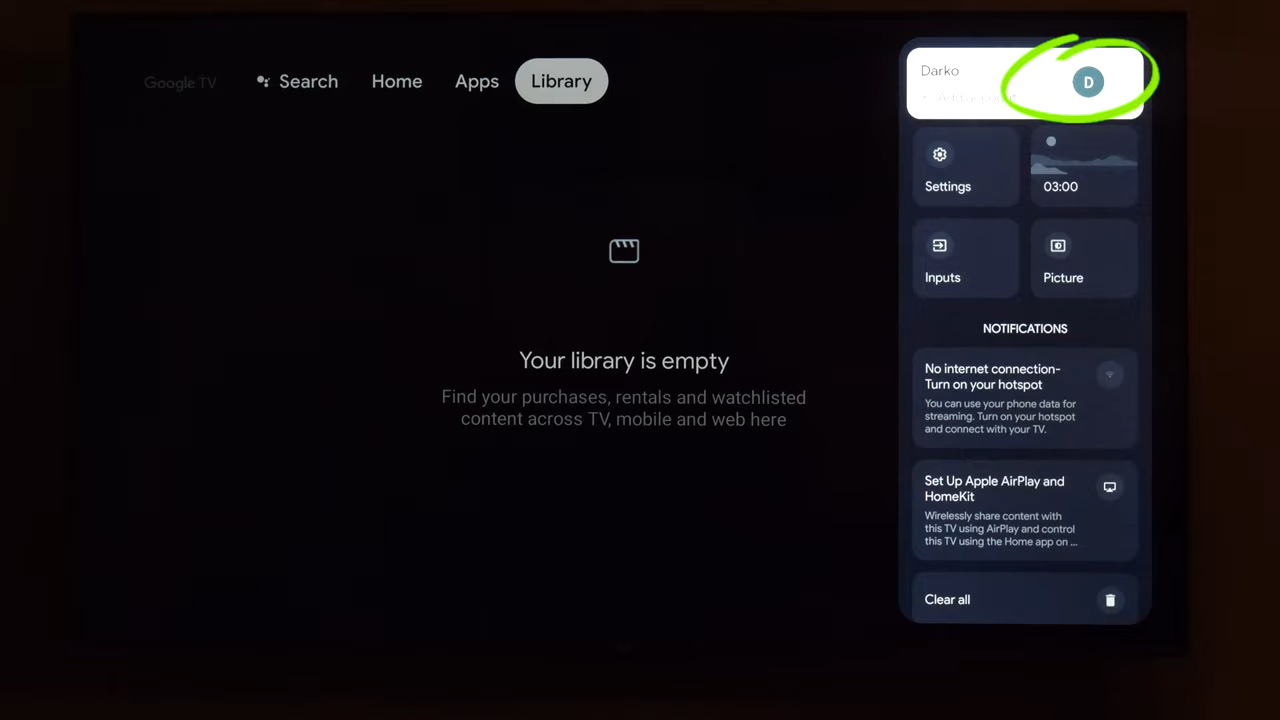 Google TV
Search
Home
Apps
Library
Darko
D
Settings
03:00
Inputs
Picture
NOTIFICATIONS
No internet connection-
Turn on your hotspot
You can use your phone data for
streaming. Turn on your hotspot
and connect with your TV.
Set Up Apple AirPlay and
HomeKit
Wirelessly share content with
this TV using AirPlay and control
this TV using the Home app on ...
Clear all
Your library is empty
Find your purchases, rentals and watchlisted
content across TV, mobile and web here